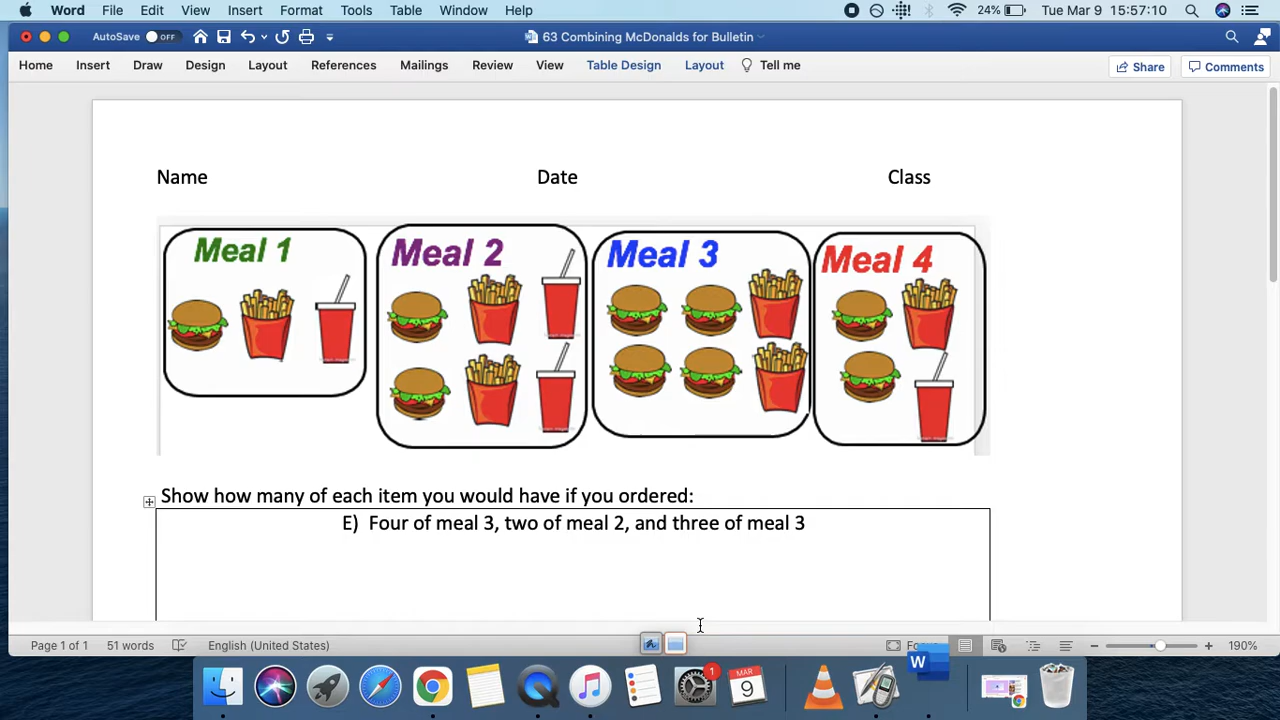 Word File Edit View Insert Format Tools Table Window Help 24% Tue Mar 9 15:57:10
AutoSave OFF 63 Combining McDonalds for Bulletin
Home Insert Draw Design Layout References Mailings Review View Table Design Layout Tell me Share Comments
Name Date Class
Meal 1 Meal 2 Meal 3 Meal 4
Show how many of each item you would have if you ordered:
E) Four of meal 3, two of meal 2, and three of meal 3
Page 1 of 1 51 words English (United States) 190%
W
1
MAR
9